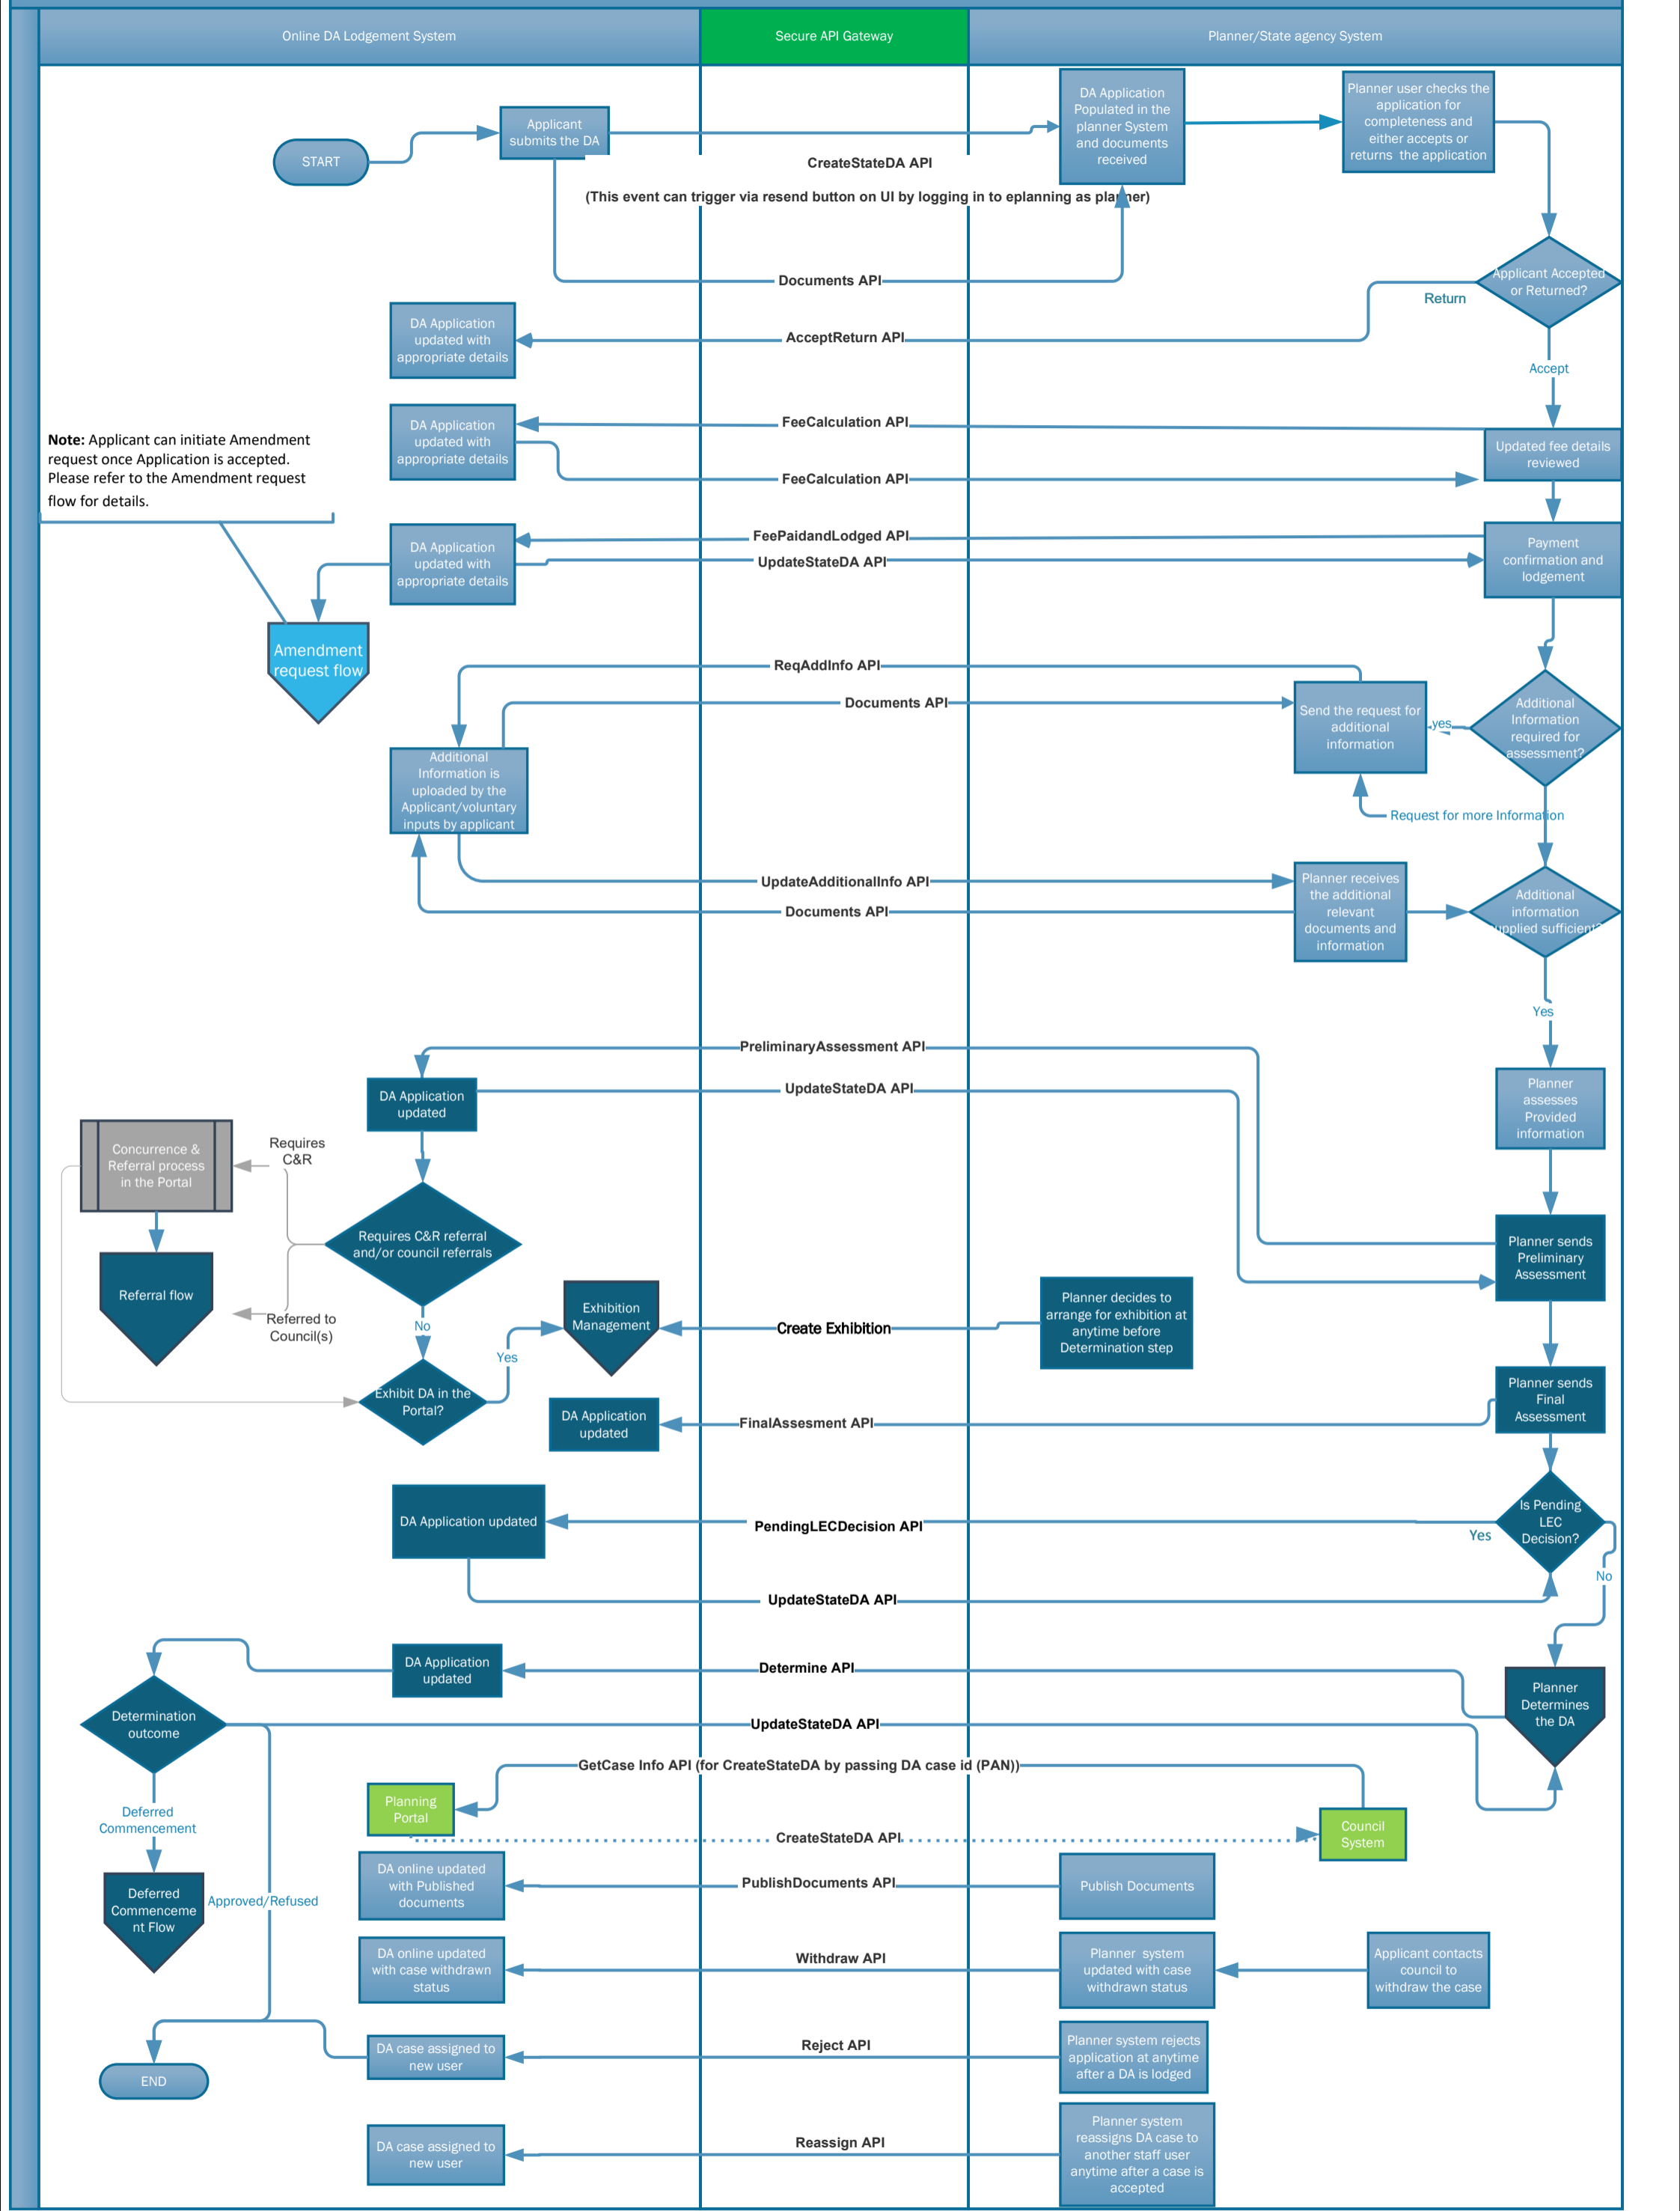 Online DA Lodgement System
Secure API Gateway
Planner/State agency System
START
Applicant
submits the DA
DA Application
Populated in the
planner System
and documents
received
Planner user checks the
application for
completeness and
either accepts or
returns the application
CreateStateDA API
(This event can trigger via resend button on UI by logging in to eplanning as planner)
Documents API
Applicant Accepted
or Returned?
Return
Accept
DA Application
updated with
appropriate details
AcceptReturn API
DA Application
updated with
appropriate details
FeeCalculation API
FeeCalculation API
Updated fee details
reviewed
Note: Applicant can initiate Amendment
request once Application is accepted.
Please refer to the Amendment request
flow for details.
DA Application
updated with
appropriate details
FeePaidandLodged API
UpdateStateDA API
Payment
confirmation and
lodgement
Amendment
request flow
ReqAddInfo API
Documents API
Send the request for
additional
information
yes
Additional
Information
required for
assessment?
Additional
Information is
uploaded by the
Applicant/voluntary
inputs by applicant
Request for more Information
UpdateAdditionalInfo API
Documents API
Planner receives
the additional
relevant
documents and
information
Additional
information
supplied sufficient?
Yes
PreliminaryAssessment API
UpdateStateDA API
DA Application
updated
Planner
assesses
Provided
information
Concurrence &
Referral process
in the Portal
Requires
C&R
Requires C&R referral
and/or council referrals
Planner sends
Preliminary
Assessment
Referral flow
Referred to
Council(s)
No
Exhibition
Management
Yes
Create Exhibition
Planner decides to
arrange for exhibition at
anytime before
Determination step
Exhibit DA in the
Portal?
DA Application
updated
FinalAssesment API
Planner sends
Final
Assessment
DA Application updated
PendingLECDecision API
Yes
Is Pending
LEC
Decision?
No
UpdateStateDA API
DA Application
updated
Determine API
Planner
Determines
the DA
Determination
outcome
UpdateStateDA API
GetCase Info API (for CreateStateDA by passing DA case id (PAN))
Planning
Portal
CreateStateDA API
Council
System
Deferred
Commencement
Deferred
Commenceme
nt Flow
Approved/Refused
DA online updated
with Published
documents
PublishDocuments API
Publish Documents
DA online updated
with case withdrawn
status
Withdraw API
Planner system
updated with case
withdrawn status
Applicant contacts
council to
withdraw the case
DA case assigned to
new user
Reject API
Planner system rejects
application at anytime
after a DA is lodged
END
DA case assigned to
new user
Reassign API
Planner system
reassigns DA case to
another staff user
anytime after a case is
accepted